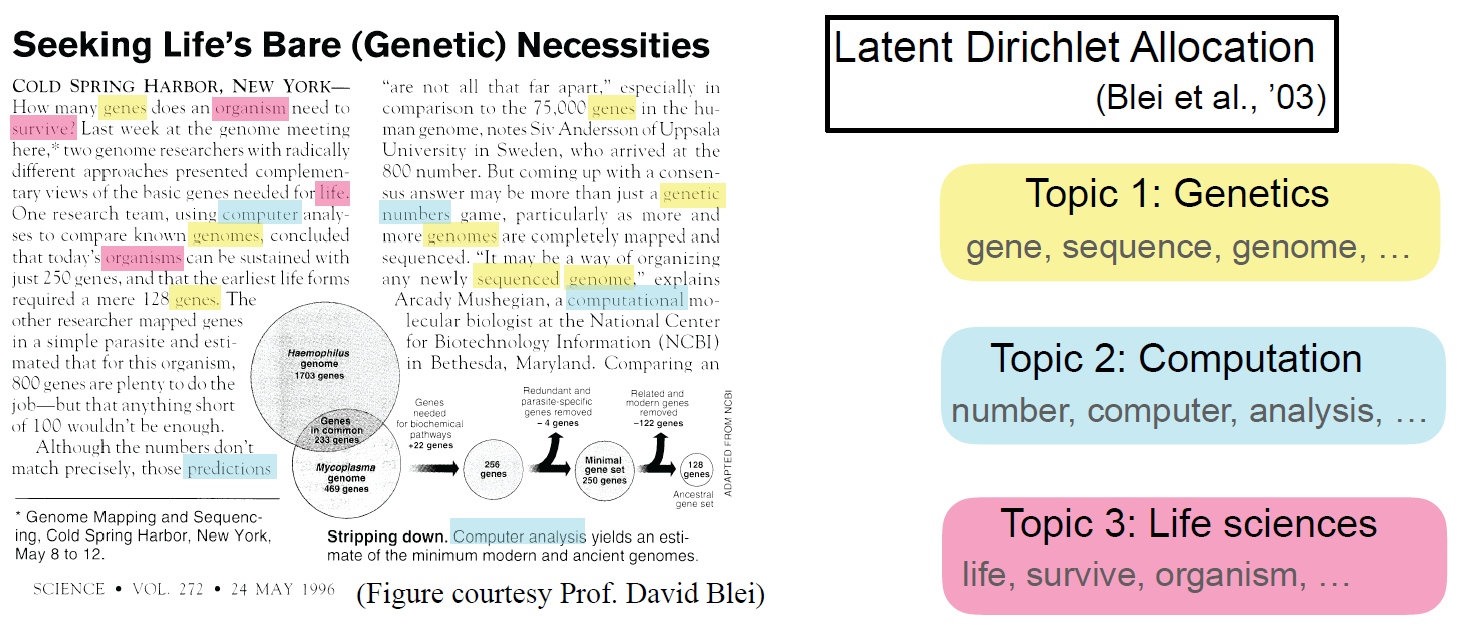 Seeking Life's Bare (Genetic) Necessities
COLD SPRING HARBOR, NEW YORK—
How many genes does an organism need to
survive? Last week at the genome meeting
here,* two genome researchers with radically
different approaches presented complemen-
tary views of the basic genes needed for life.
One research team, using computer analy-
ses to compare known genomes, concluded
that today's organisms can be sustained with
just 250 genes, and that the earliest life forms
required a mere 128 genes. The
other researcher mapped genes
in a simple parasite and esti-
mated that for this organism,
800 genes are plenty to do the
job—but that anything short
of 100 wouldn't be enough.
Although the numbers don't
match precisely, those predictions
* Genome Mapping and Sequenc-
ing, Cold Spring Harbor, New York,
May 8 to 12.
"are not all that far apart," especially in
comparison to the 75,000 genes in the hu-
man genome, notes Siv Andersson of Uppsala
University in Sweden, who arrived at the
800 number. But coming up with a consen-
sus answer may be more than just a genetic
numbers game, particularly as more and
more genomes are completely mapped and
sequenced. "It may be a way of organizing
any newly sequenced genome," explains
Arcady Mushegian, a computational mo-
lecular biologist at the National Center
for Biotechnology Information (NCBI)
in Bethesda, Maryland. Comparing an
Haemophilus
genome
1703 genes
Genes
in common
233 genes
Mycoplasma
genome
469 genes
Genes
needed
for biochemical
pathways
+22 genes
256
genes
Redundant and
parasite-specific
genes removed
– 4 genes
Minimal
gene set
250 genes
Related and
modern genes
removed
–122 genes
128
genes
Ancestral
gene set
ADAPTED FROM NCBI
Stripping down. Computer analysis yields an esti-
mate of the minimum modern and ancient genomes.
SCIENCE • VOL. 272 • 24 MAY 1996
(Figure courtesy Prof. David Blei)
Latent Dirichlet Allocation
(Blei et al., '03)
Topic 1: Genetics
gene, sequence, genome, …
Topic 2: Computation
number, computer, analysis, …
Topic 3: Life sciences
life, survive, organism, …